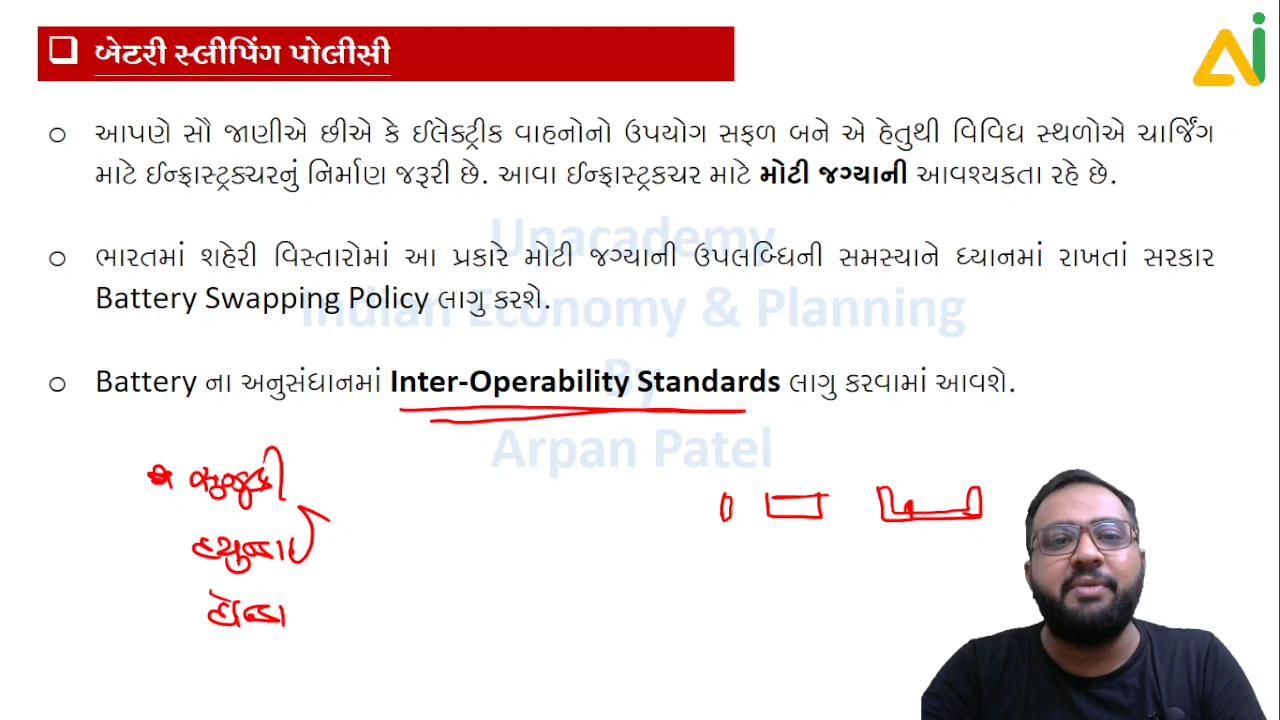 બેટરી સ્લીપિંગ પોલીસી
આપણે સૌ જાણીએ છીએ કે ઈલેક્ટ્રીક વાહનોનો ઉપયોગ સફળ બને એ હેતુથી વિવિધ સ્થળોએ ચાર્જિંગ
માટે ઈન્ફ્રાસ્ટ્રક્ચરનું નિર્માણ જરૂરી છે. આવા ઈન્ફ્રાસ્ટ્રકચર માટે મોટી જગ્યાની આવશ્યકતા રહે છે.
ભારતમાં શહેરી વિસ્તારોમાં આ પ્રકારે મોટી જગ્યાની ઉપલબ્ધિની સમસ્યાને ધ્યાનમાં રાખતાં સરકાર
Battery Swapping Policy લાગુ કરશે.
Battery ના અનુસંધાનમાં Inter-Operability Standards લાગુ કરવામાં આવશે.
Unacademy
Indian Economy & Planning
By
Arpan Patel